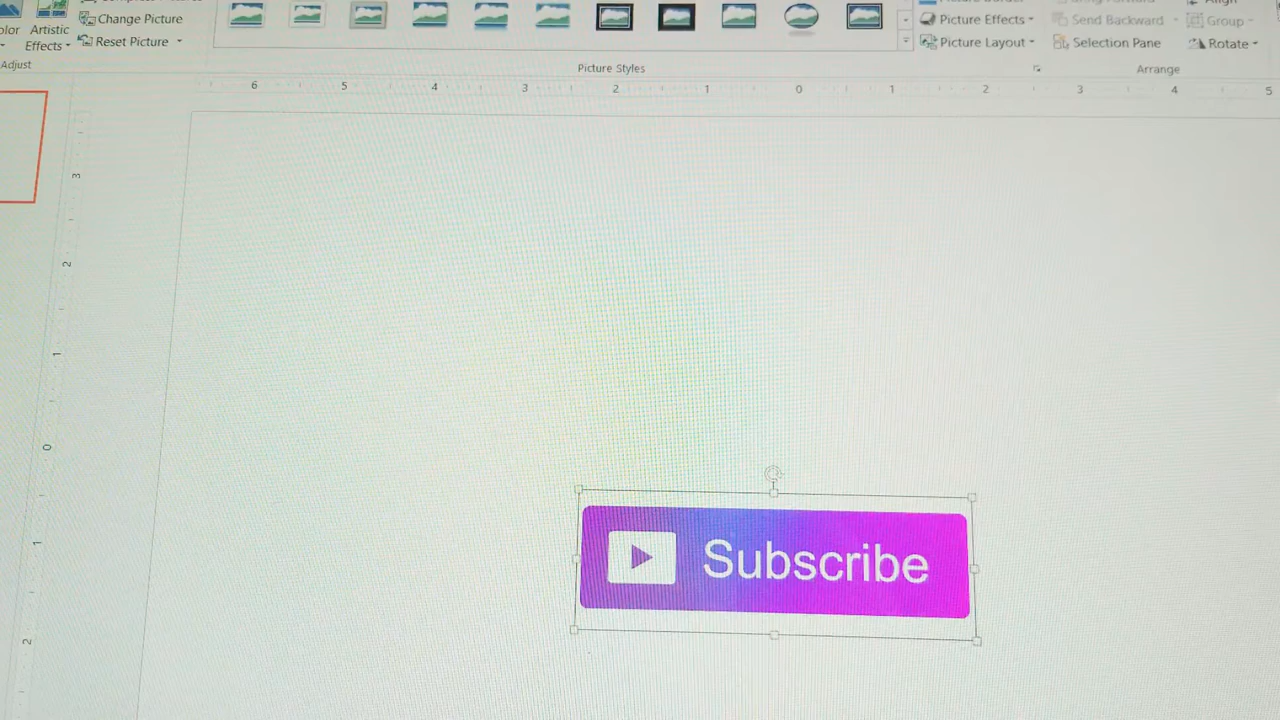 Change Picture
Picture Effects
Send Backward
Group
Color
Artistic
Effects
Reset Picture
Picture Layout
Selection Pane
Rotate
Adjust
Picture Styles
Arrange
6 5 4 3 2 1 0 1 2 3 4 5
3
2
1
0
1
2
Subscribe